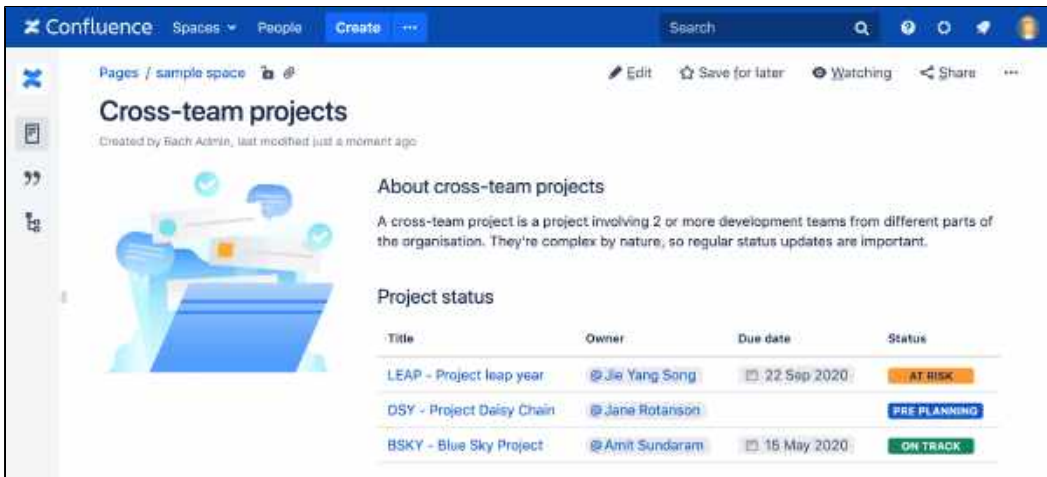 Confluence Spaces People Create ··· Search
Pages / sample space
Edit Save for later Watching Share ···
Cross-team projects
Created by Bach Admin, last modified just a moment ago
About cross-team projects
A cross-team project is a project involving 2 or more development teams from different parts of
the organisation. They're complex by nature, so regular status updates are important.
Project status
Title Owner Due date Status
LEAP - Project leap year @Jie Yang Song 22 Sep 2020 AT RISK
DSY - Project Daisy Chain @Jane Rotanson PRE PLANNING
BSKY - Blue Sky Project @Amit Sundaram 15 May 2020 ON TRACK